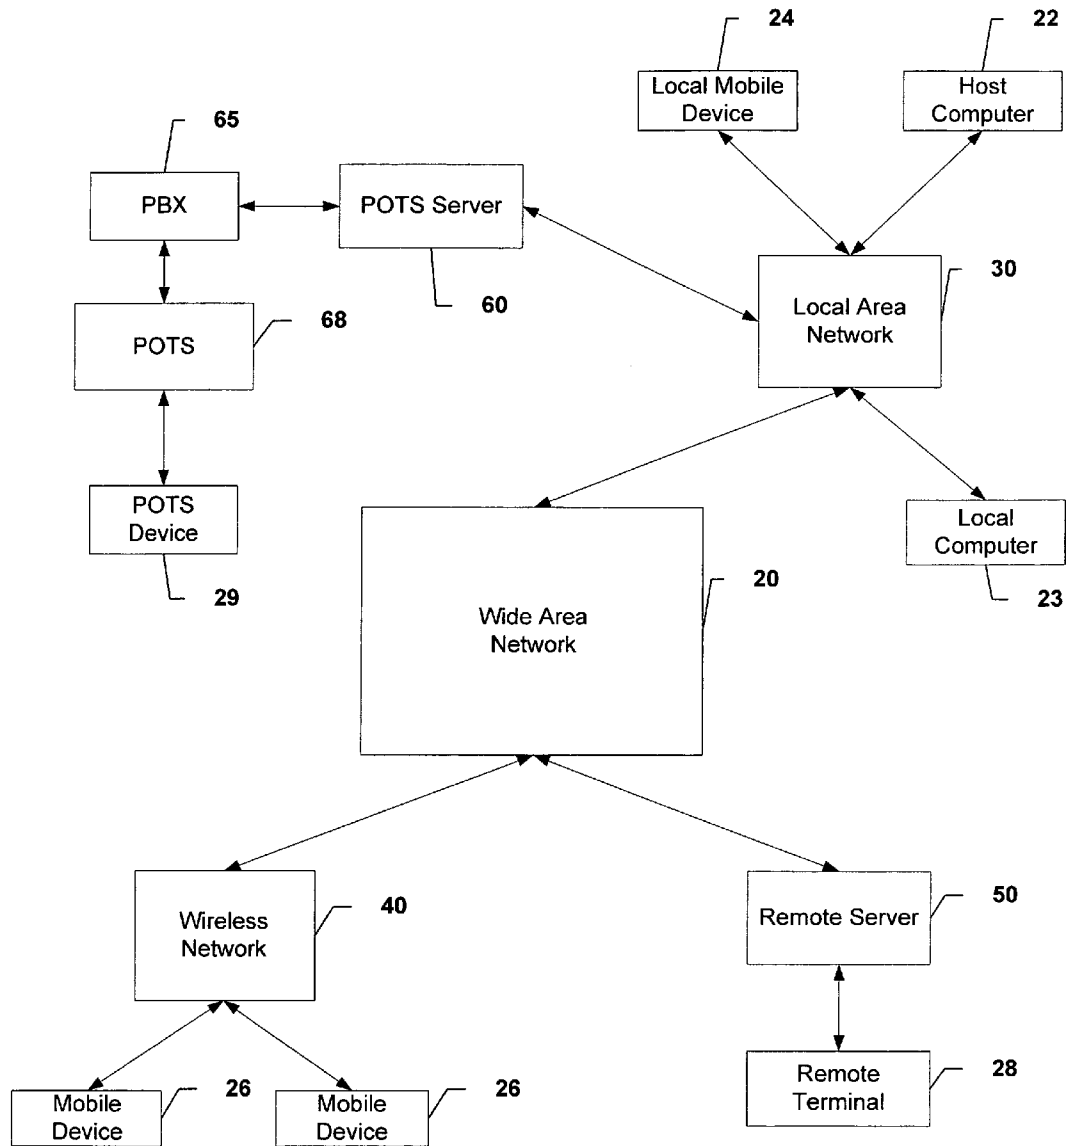 24
22
Local Mobile
Device
Host
Computer
65
PBX
POTS Server
30
Local Area
Network
60
68
POTS
POTS
Device
Local
Computer
20
29
23
Wide Area
Network
40
50
Wireless
Network
Remote Server
26
26
28
Mobile
Device
Mobile
Device
Remote
Terminal